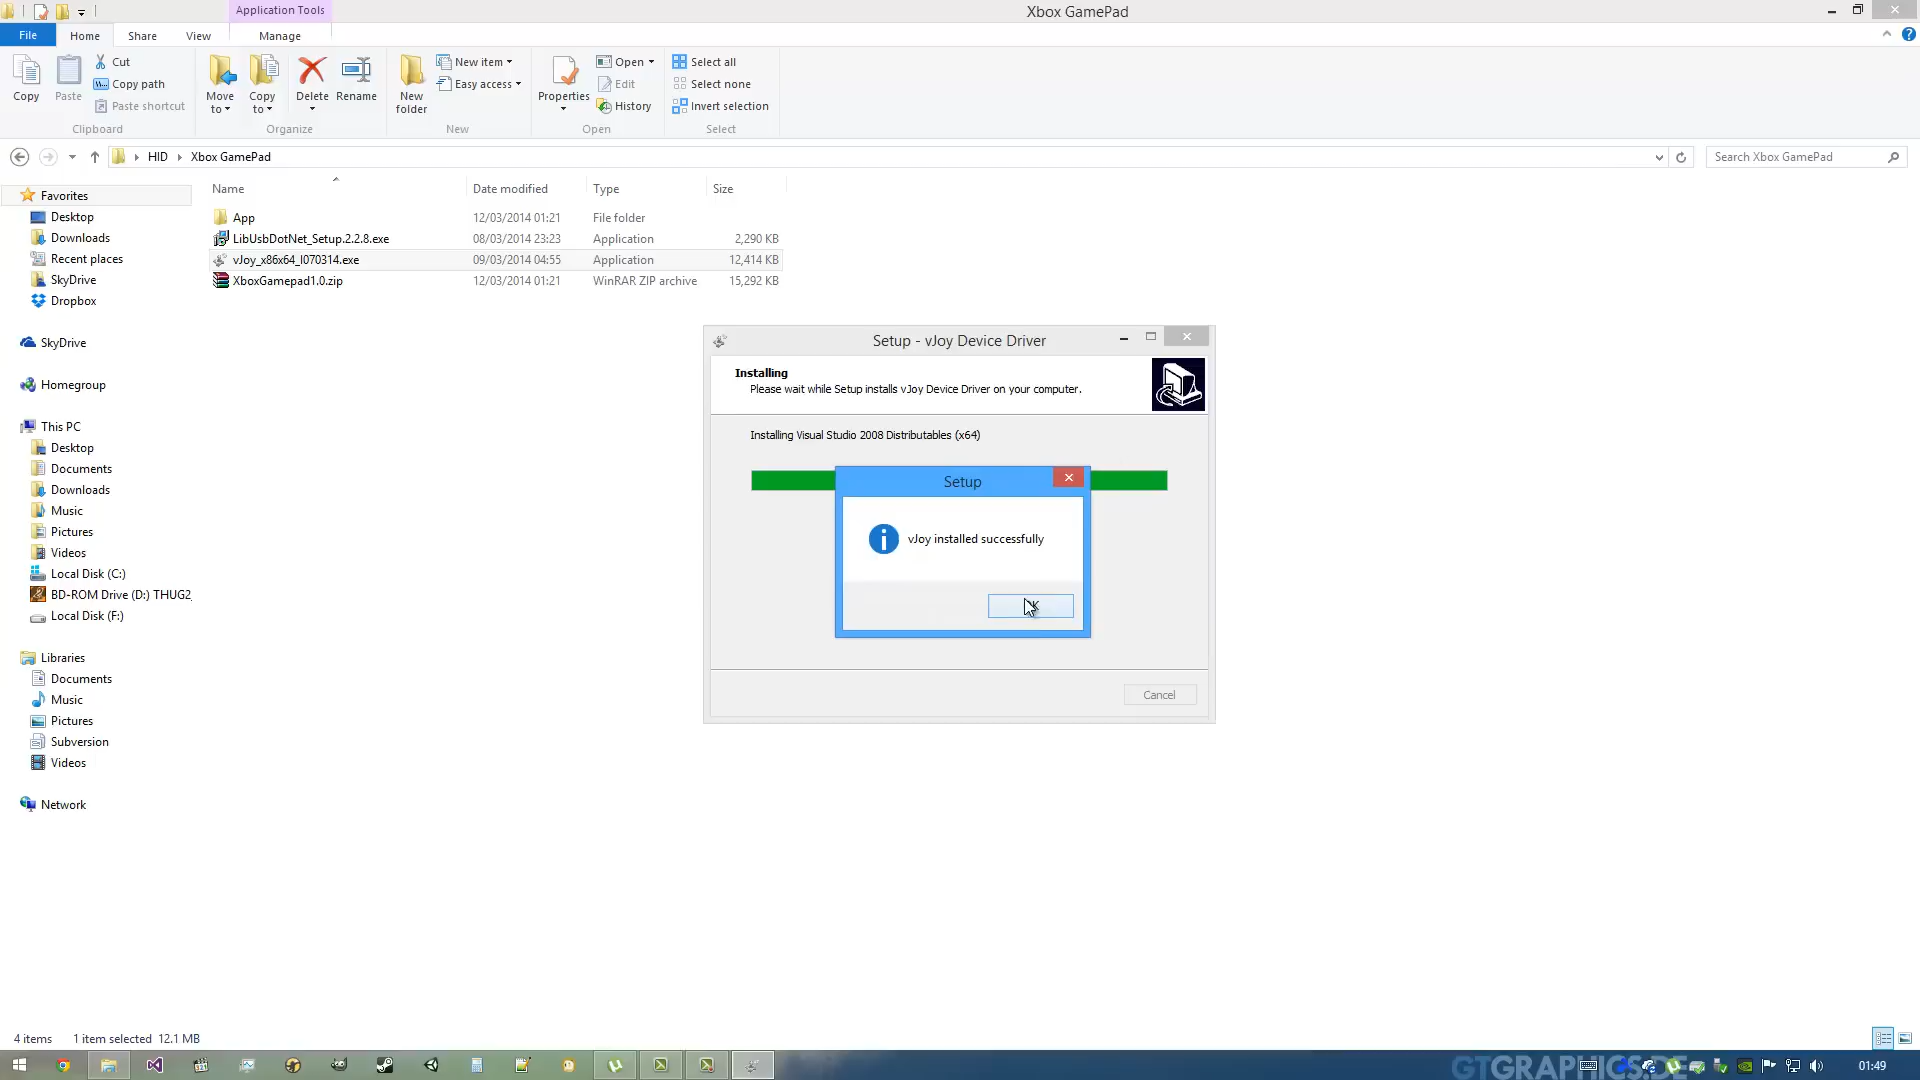 Application Tools
Xbox GamePad
File
Home
Share
View
Manage
Copy
Paste
Cut
Copy path
Paste shortcut
Clipboard
Move to
Copy to
Delete
Rename
Organize
New folder
New item
Easy access
New
Properties
Open
Edit
History
Open
Select all
Select none
Invert selection
Select
HID
Xbox GamePad
Search Xbox GamePad
Name
Date modified
Type
Size
App 12/03/2014 01:21 File folder
LibUsbDotNet_Setup.2.2.8.exe 08/03/2014 23:23 Application 2,290 KB
vJoy_x86x64_I070314.exe 09/03/2014 04:55 Application 12,414 KB
XboxGamepad1.0.zip 12/03/2014 01:21 WinRAR ZIP archive 15,292 KB
Favorites
Desktop
Downloads
Recent places
SkyDrive
Dropbox
SkyDrive
Homegroup
This PC
Desktop
Documents
Downloads
Music
Pictures
Videos
Local Disk (C:)
BD-ROM Drive (D:) THUG2
Local Disk (F:)
Libraries
Documents
Music
Pictures
Subversion
Videos
Network
Setup - vJoy Device Driver
Installing
Please wait while Setup installs vJoy Device Driver on your computer.
Installing Visual Studio 2008 Distributables (x64)
Setup
vJoy installed successfully
Cancel
4 items 1 item selected 12.1 MB
GTGRAPHICS.DE
01:49